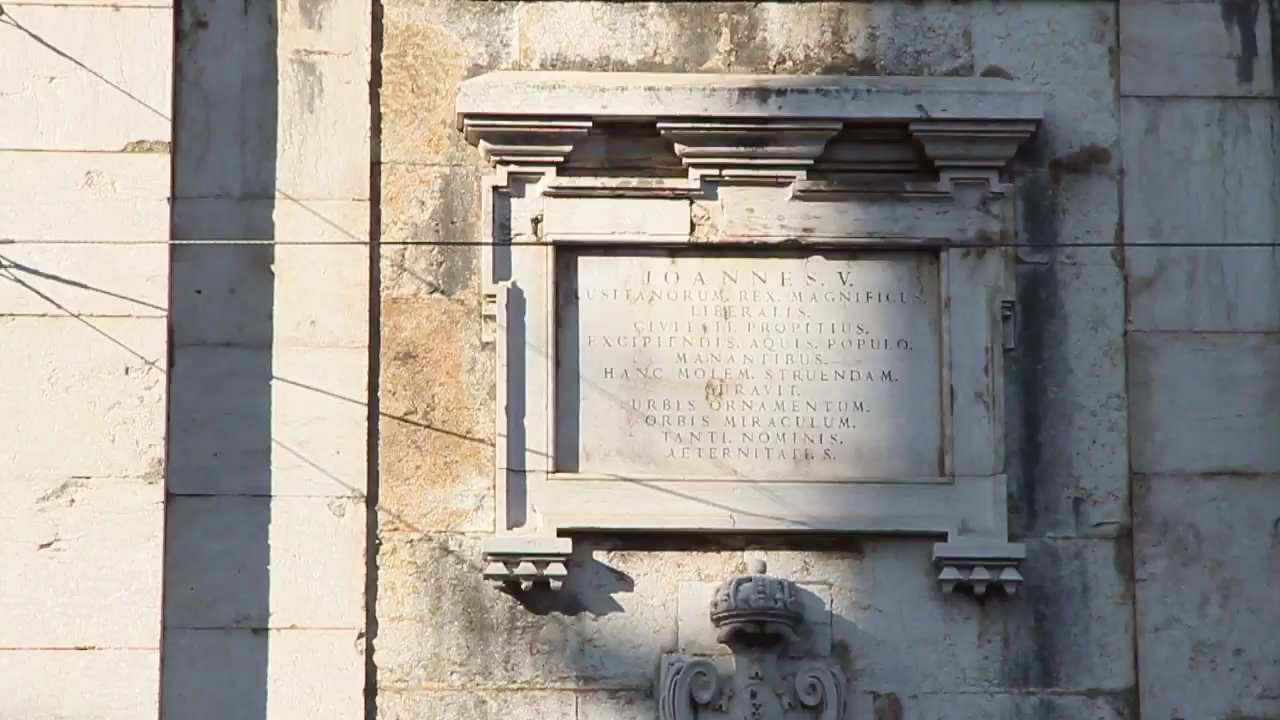 JOANNES. V.
LUSITANORUM. REX. MAGNIFICUS.
LIBERALIS.
CIVITATI. PROPITIUS.
EXCIPIENDIS. AQUIS. POPULO.
MANANTIBUS.
HANC MOLEM. STRUENDAM.
CURAVIT.
URBIS ORNAMENTUM.
ORBIS MIRACULUM.
TANTI. NOMINIS.
AETERNITATI. S.